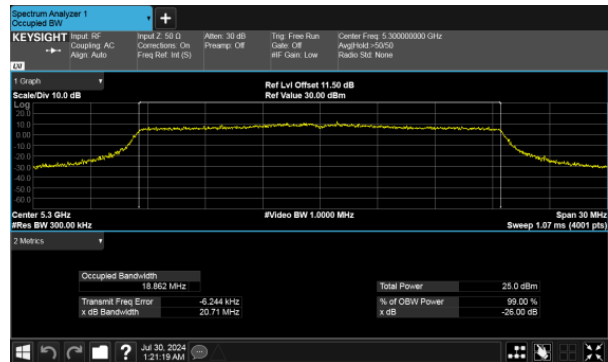 Spectrum Analyzer 1
Occupied BW
+
KEYSIGHT
Input: RF
Coupling: AC
Align: Auto
Input Z: 50 Ω
Corrections: On
Freq Ref: Int (S)
Atten: 30 dB
Preamp: Off
Trig: Free Run
Gate: Off
#IF Gain: Low
Center Freq: 5.300000000 GHz
Avg|Hold:>50/50
Radio Std: None
LXI
1 Graph
Scale/Div 10.0 dB
Ref Lvl Offset 11.50 dB
Ref Value 30.00 dBm
Log
20.0
10.0
0.00
-10.0
-20.0
-30.0
-40.0
-50.0
-60.0
Center 5.3 GHz
#Res BW 300.00 kHz
#Video BW 1.0000 MHz
Span 30 MHz
Sweep 1.07 ms (4001 pts)
2 Metrics
Occupied Bandwidth
18.862 MHz
Transmit Freq Error -6.244 kHz
x dB Bandwidth 20.71 MHz
Total Power 25.0 dBm
% of OBW Power 99.00 %
x dB -26.00 dB
?
Jul 30, 2024
1:21:19 AM